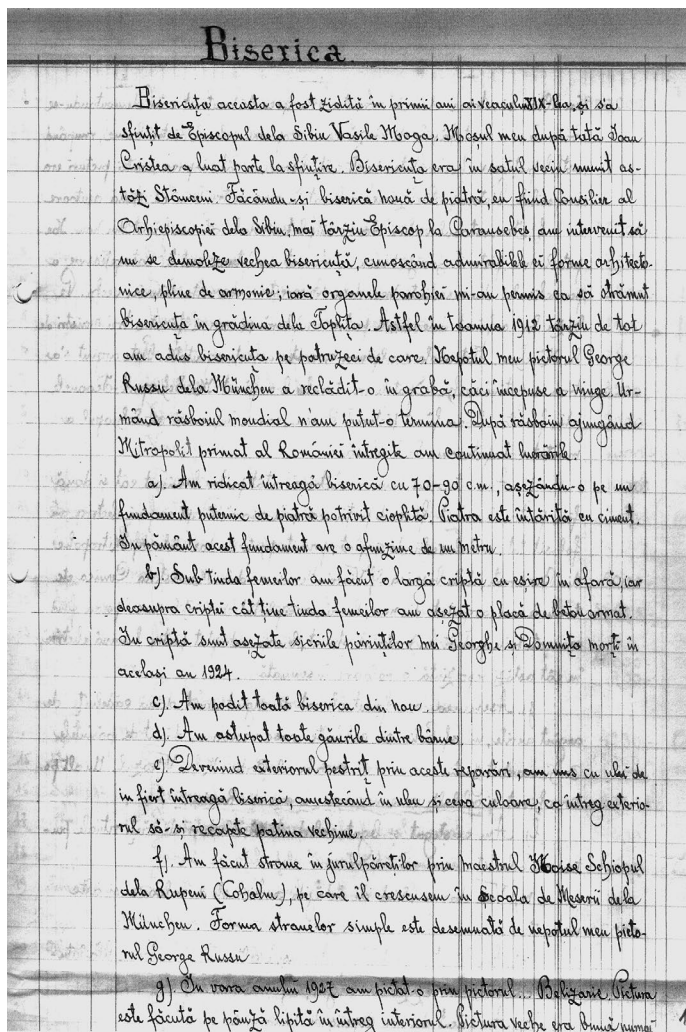 Biserica
Bisericuța aceasta a fost zidită în primii ani ai veacului XIX-lea, și s'a
sfințit de Episcopul dela Sibiu Vasile Moga. Moșul meu după tată Ioan
Cristea a luat parte la sfințire. Bisericuța era în satul vecin numit as-
tăzi Stânceni. Făcându-și biserică nouă de piatră, eu fiind Consilier al
Arhiepiscopiei dela Sibiu, mai târziu Episcop la Caransebeș, am intervenit să
nu se demoleze vechea bisericuță, cunoscând admirabilele ei forme arhitecto-
nice, pline de armonie; iară organele parohiei mi-au permis ca să strămut
bisericuța în grădina dela Toplița. Astfel în toamna 1912 târziu de tot
am adus bisericuța pe patruzeci de care. Nepotul meu pictorul George
Russu dela München a reclădit-o în grabă, căci începuse a ninge. Ur-
mând răsboiul mondial n'am putut-o termina. După răsboiu ajungând
Mitropolit primat al României întregite am continuat lucrările.
a). Am ridicat întreagă biserică cu 70-90 c.m., așezându-o pe un
fundament puternic de piatră potrivit cioplită. Piatra este întărită cu ciment.
În pământ acest fundament are o afunzime de un metru.
b). Sub tinda femeilor am făcut o largă criptă cu eșire în afară, iar
deasupra criptei cât ține tinda femeilor am așezat o placă de beton armat.
În criptă sunt așezate sicriile părinților mei Georghe și Domnița morți în
același an 1924.
c). Am podit toată biserica din nou.
d). Am astupat toate găurile dintre bârne.
e). Devenind exteriorul pestriț prin aceste reparări, am uns cu uleu de
in fiert întreagă biserică, amestecând în uleu și ceva culoare, ca întreg exterio-
rul să-și recapete patina vechime.
f). Am făcut strane în jurul păreților prin maestrul Moise Schiopul
dela Rupeni (Cohalm), pe care îl crescusem în Școala de Meserii dela
München. Forma stranelor simple este desemnată de nepotul meu picto-
rul George Russu
g) În vara anului 1927 am pictat-o prin pictorul... Belizarie Pictura
este făcută pe pânză lipită în întreg interiorul. Pictura veche era bună numai